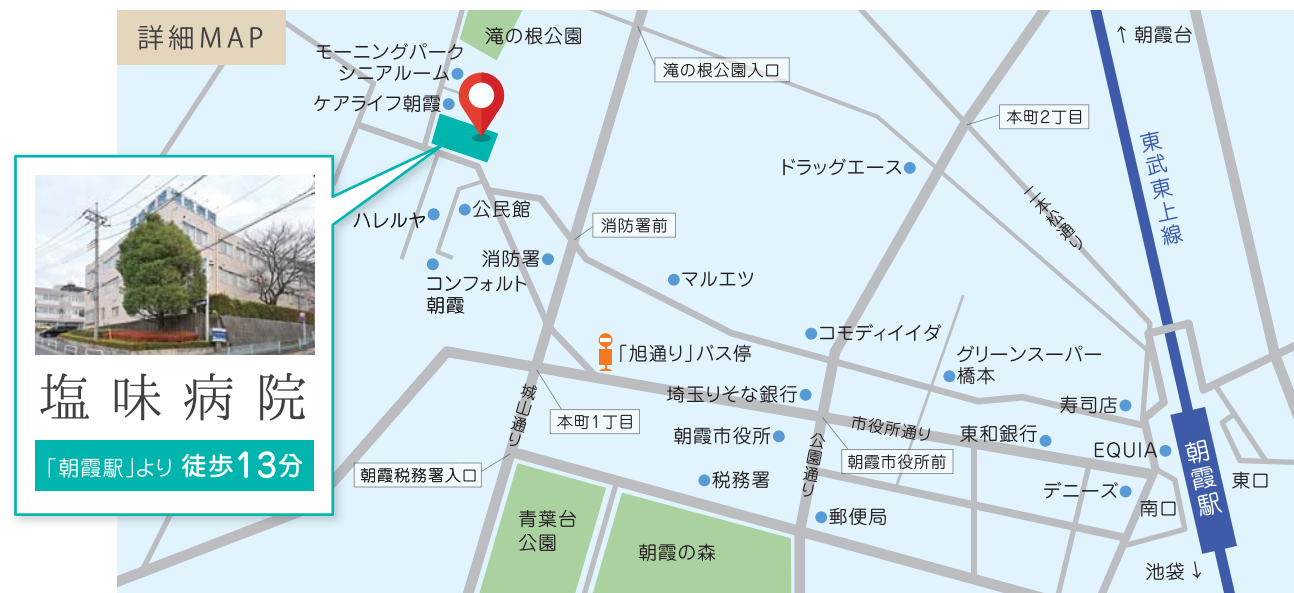 詳細MAP
滝の根公園
モーニングパーク
シニアルーム
ケアライフ朝霞
滝の根公園入口
↑ 朝霞台
本町2丁目
東武東上線
ドラッグエース
二本松通り
ハレルヤ
公民館
消防署前
消防署
コンフォルト
朝霞
マルエツ
コモディイイダ
「旭通り」バス停
グリーンスーパー
橋本
塩味病院
「朝霞駅」より 徒歩13分
城山通り
本町1丁目
埼玉りそな銀行
寿司店
朝霞市役所
公園通り
市役所通り
東和銀行
EQUIA
朝霞駅
朝霞市役所前
朝霞税務署入口
税務署
デニーズ
東口
南口
郵便局
青葉台
公園
朝霞の森
池袋 ↓